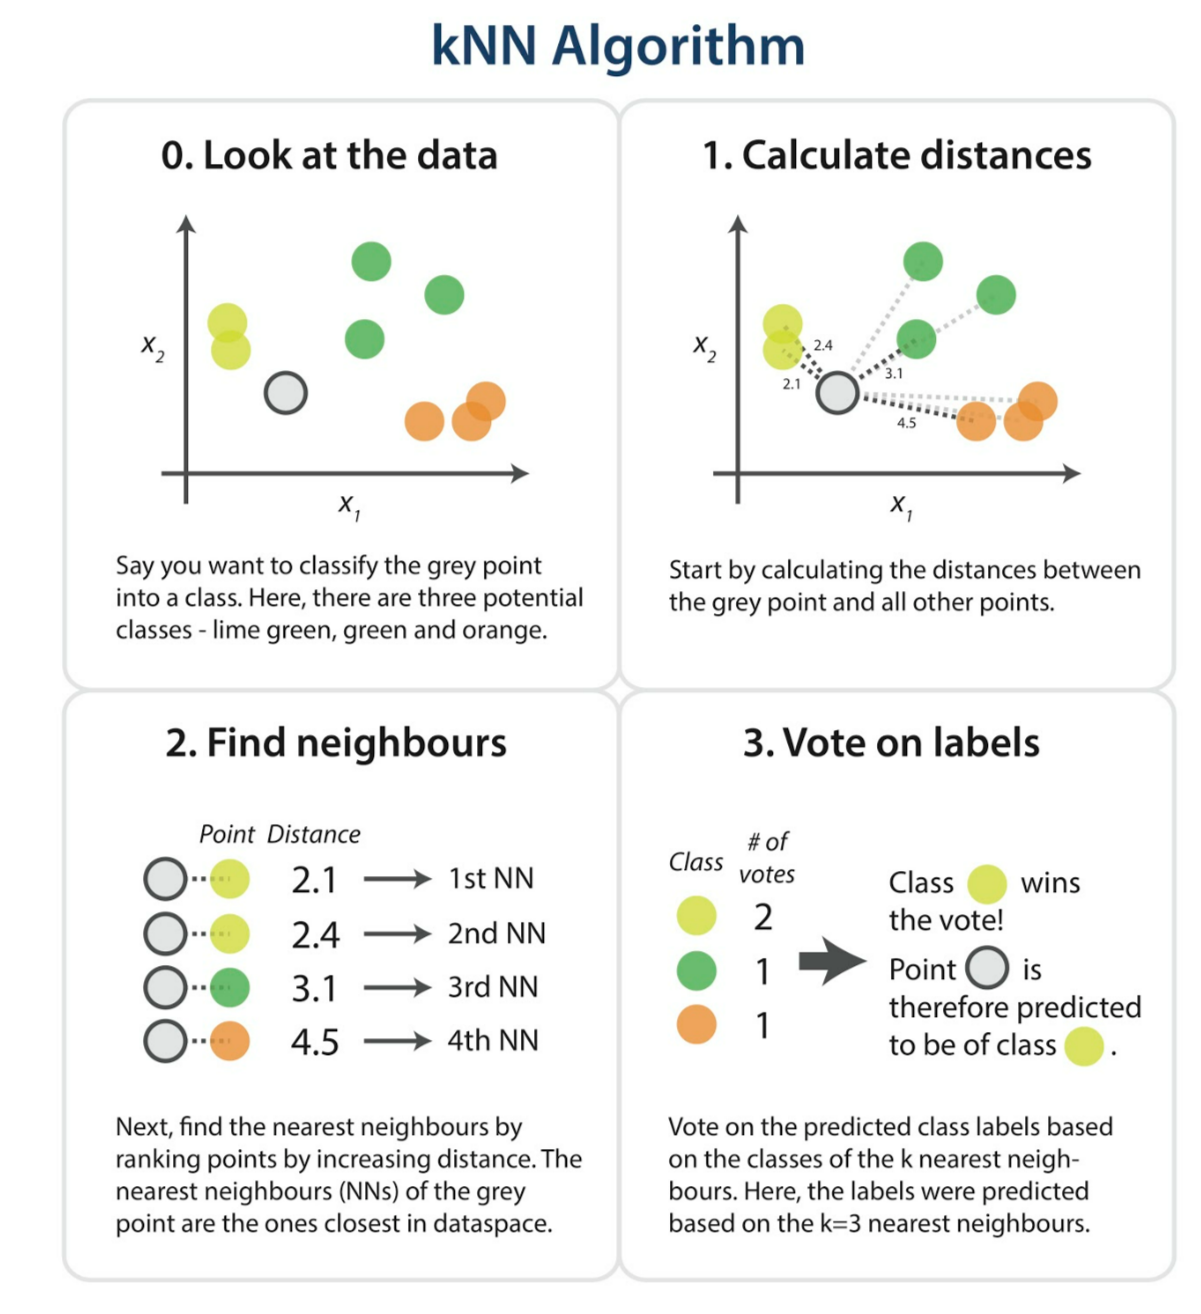 kNN Algorithm
0. Look at the data
x2
x1
Say you want to classify the grey point
into a class. Here, there are three potential
classes - lime green, green and orange.
1. Calculate distances
x2
2.4
2.1
3.1
4.5
x1
Start by calculating the distances between
the grey point and all other points.
2. Find neighbours
Point Distance
2.1 1st NN
2.4 2nd NN
3.1 3rd NN
4.5 4th NN
Next, find the nearest neighbours by
ranking points by increasing distance. The
nearest neighbours (NNs) of the grey
point are the ones closest in dataspace.
3. Vote on labels
Class # of
votes
2
1
1
Class wins
the vote!
Point is
therefore predicted
to be of class .
Vote on the predicted class labels based
on the classes of the k nearest neigh-
bours. Here, the labels were predicted
based on the k=3 nearest neighbours.